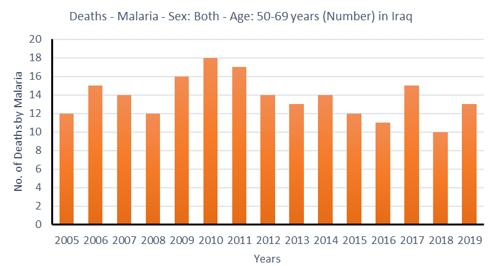 Deaths - Malaria - Sex: Both - Age: 50-69 years (Number) in Iraq
No. of Deaths by Malaria
20
18
16
14
12
10
8
6
4
2
0
2005 2006 2007 2008 2009 2010 2011 2012 2013 2014 2015 2016 2017 2018 2019
Years